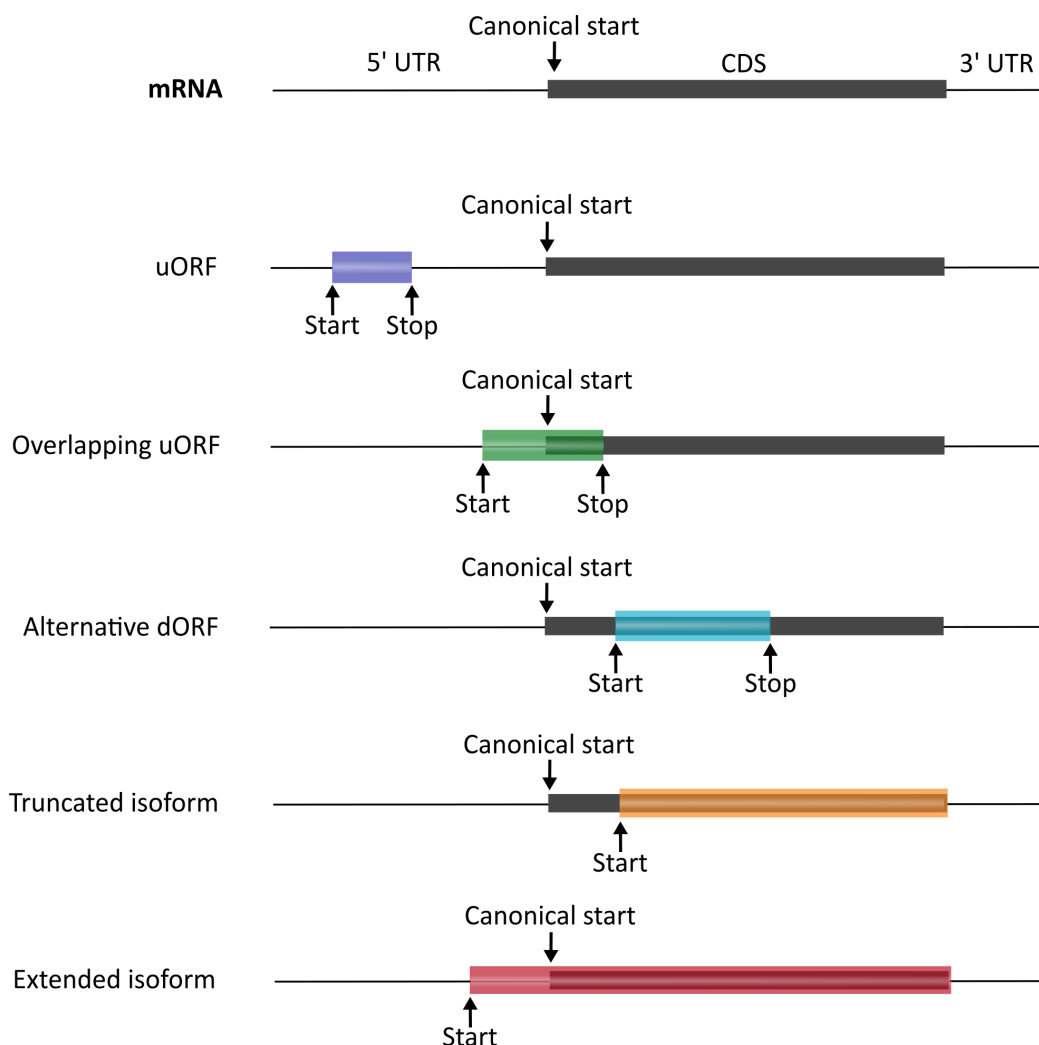 Canonical start
5' UTR CDS 3' UTR
mRNA
Canonical start
uORF
Start Stop
Canonical start
Overlapping uORF
Start Stop
Canonical start
Alternative dORF
Start Stop
Canonical start
Truncated isoform
Start
Canonical start
Extended isoform
Start